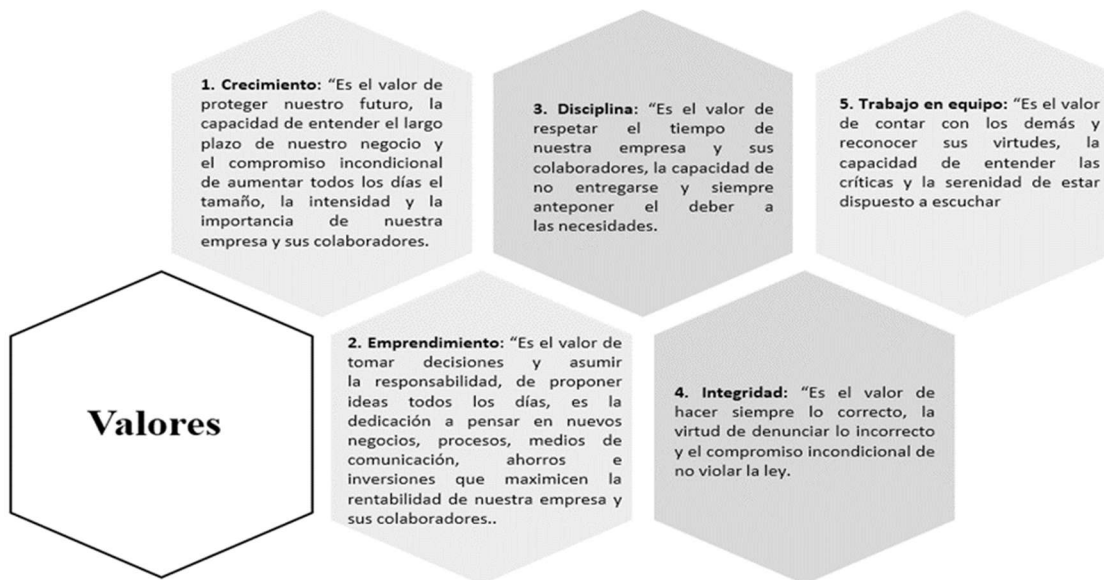 1. Crecimiento: “Es el valor de
proteger nuestro futuro, la
capacidad de entender el largo
plazo de nuestro negocio y
el compromiso incondicional
de aumentar todos los días el
tamaño, la intensidad y la
importancia de nuestra
empresa y sus colaboradores.
3. Disciplina: “Es el valor de
respetar el tiempo de
nuestra empresa y sus
colaboradores, la capacidad de
no entregarse y siempre
anteponer el deber a
las necesidades.
5. Trabajo en equipo: “Es el valor
de contar con los demás y
reconocer sus virtudes, la
capacidad de entender las
críticas y la serenidad de estar
dispuesto a escuchar
Valores
2. Emprendimiento: “Es el valor de
tomar decisiones y asumir
la responsabilidad, de proponer
ideas todos los días, es la
dedicación a pensar en nuevos
negocios, procesos, medios de
comunicación, ahorros e
inversiones que maximicen la
rentabilidad de nuestra empresa y
sus colaboradores..
4. Integridad: “Es el valor de
hacer siempre lo correcto, la
virtud de denunciar lo incorrecto
y el compromiso incondicional de
no violar la ley.